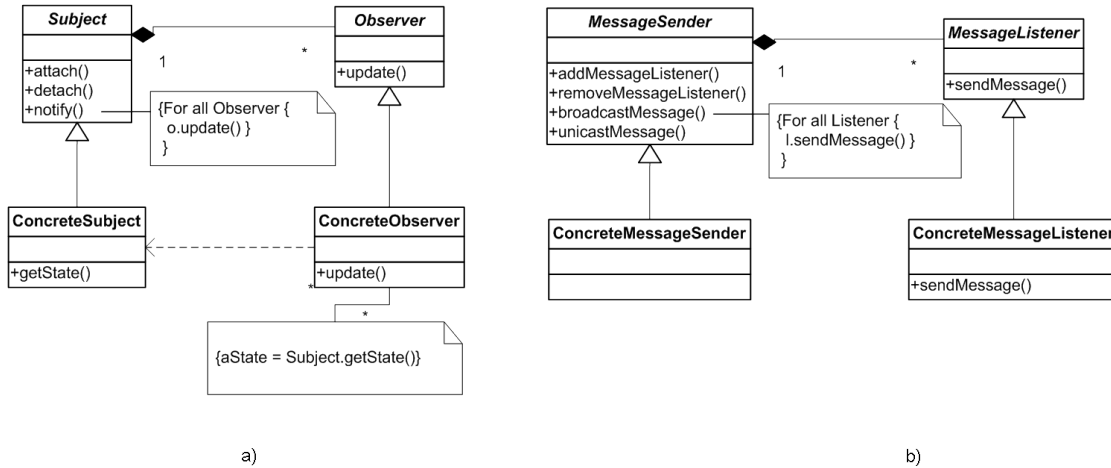 Subject
+attach()
+detach()
+notify()
1
*
Observer
+update()
{For all Observer {
o.update() }
}
ConcreteSubject
+getState()
ConcreteObserver
+update()
*
*
{aState = Subject.getState()}
a)
MessageSender
+addMessageListener()
+removeMessageListener()
+broadcastMessage()
+unicastMessage()
1
*
MessageListener
+sendMessage()
{For all Listener {
l.sendMessage() }
}
ConcreteMessageSender
ConcreteMessageListener
+sendMessage()
b)